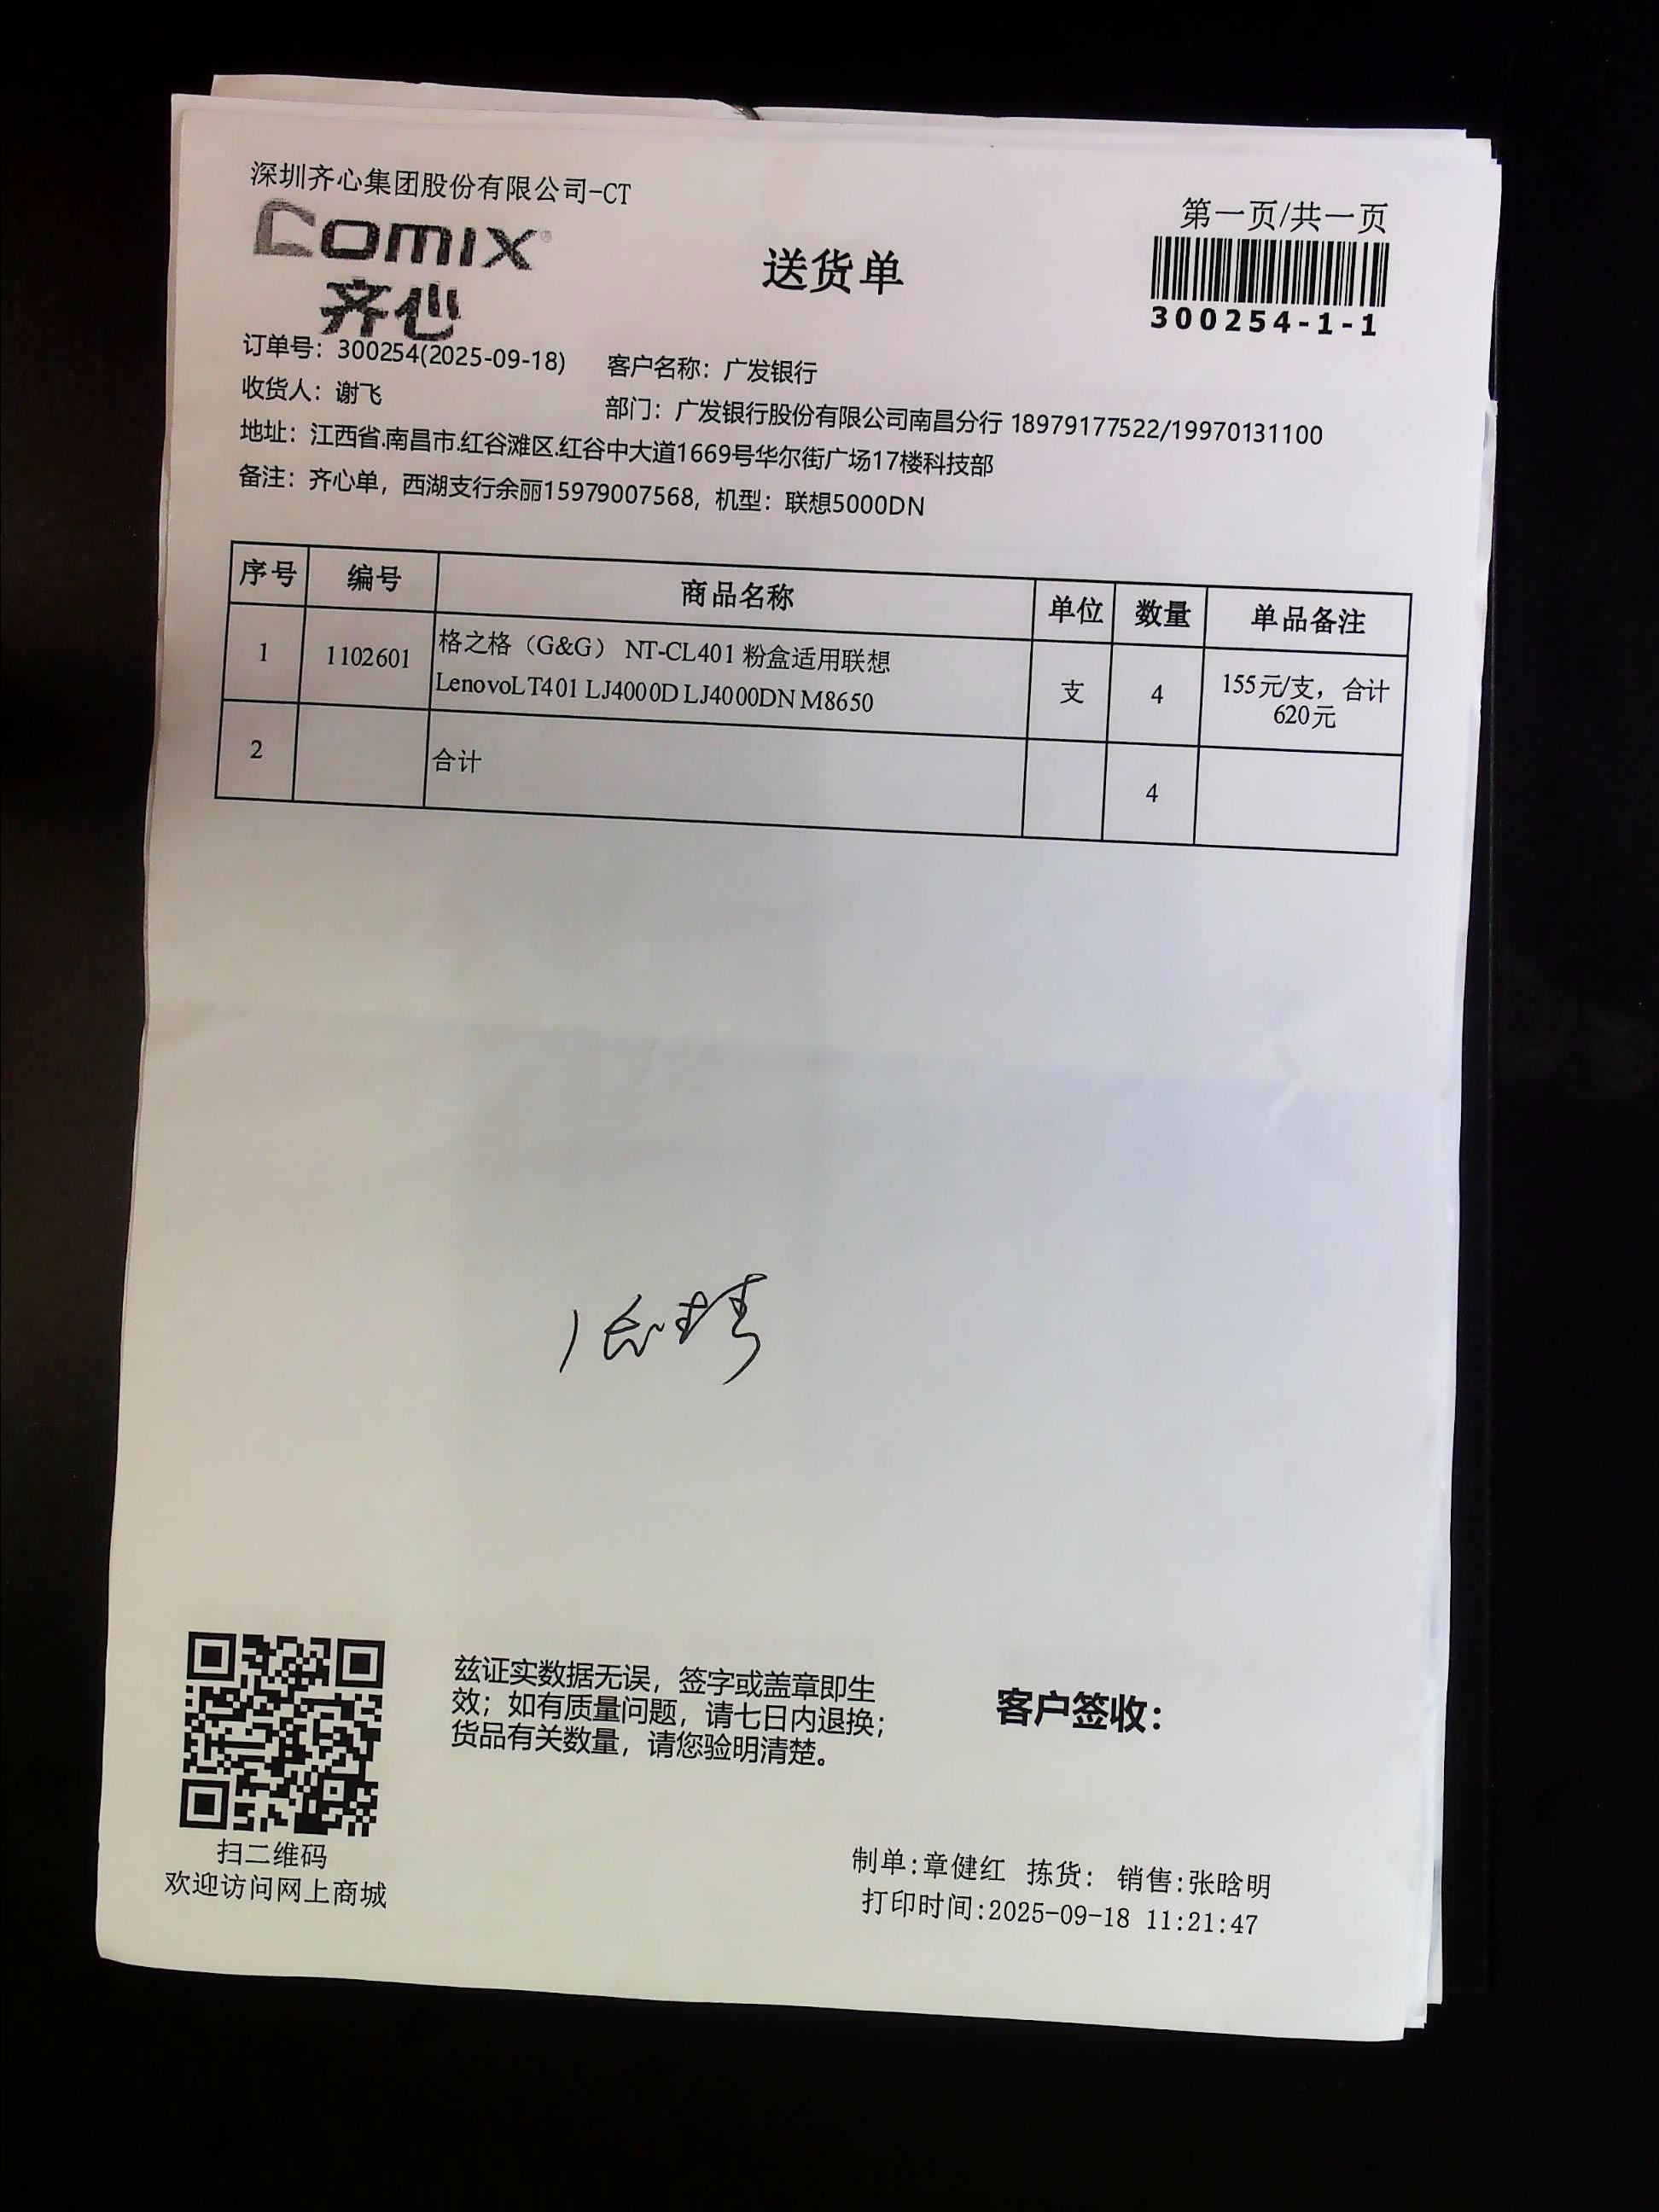 深圳齐心集团股份有限公司-CT
comix
齐心
送货单
第一页/共一页
300254-1-1
订单号：300254(2025-09-18) 客户名称：广发银行
收货人：谢飞 部门：广发银行股份有限公司南昌分行 18979177522/19970131100
地址：江西省.南昌市.红谷滩区.红谷中大道1669号华尔街广场17楼科技部
备注：齐心单，西湖支行余丽15979007568, 机型：联想5000DN
序号 编号 商品名称 单位 数量 单品备注
1 1102601 格之格（G&G） NT-CL401 粉盒适用联想
LenovoLT401 LJ4000D LJ4000DN M8650 支 4 155元/支，合计
620元
2 合计 4
兹证实数据无误，签字或盖章即生
效；如有质量问题，请七日内退换；
货品有关数量，请您验明清楚。
客户签收：
扫二维码
欢迎访问网上商城
制单:章健红 拣货: 销售:张晗明
打印时间:2025-09-18 11:21:47